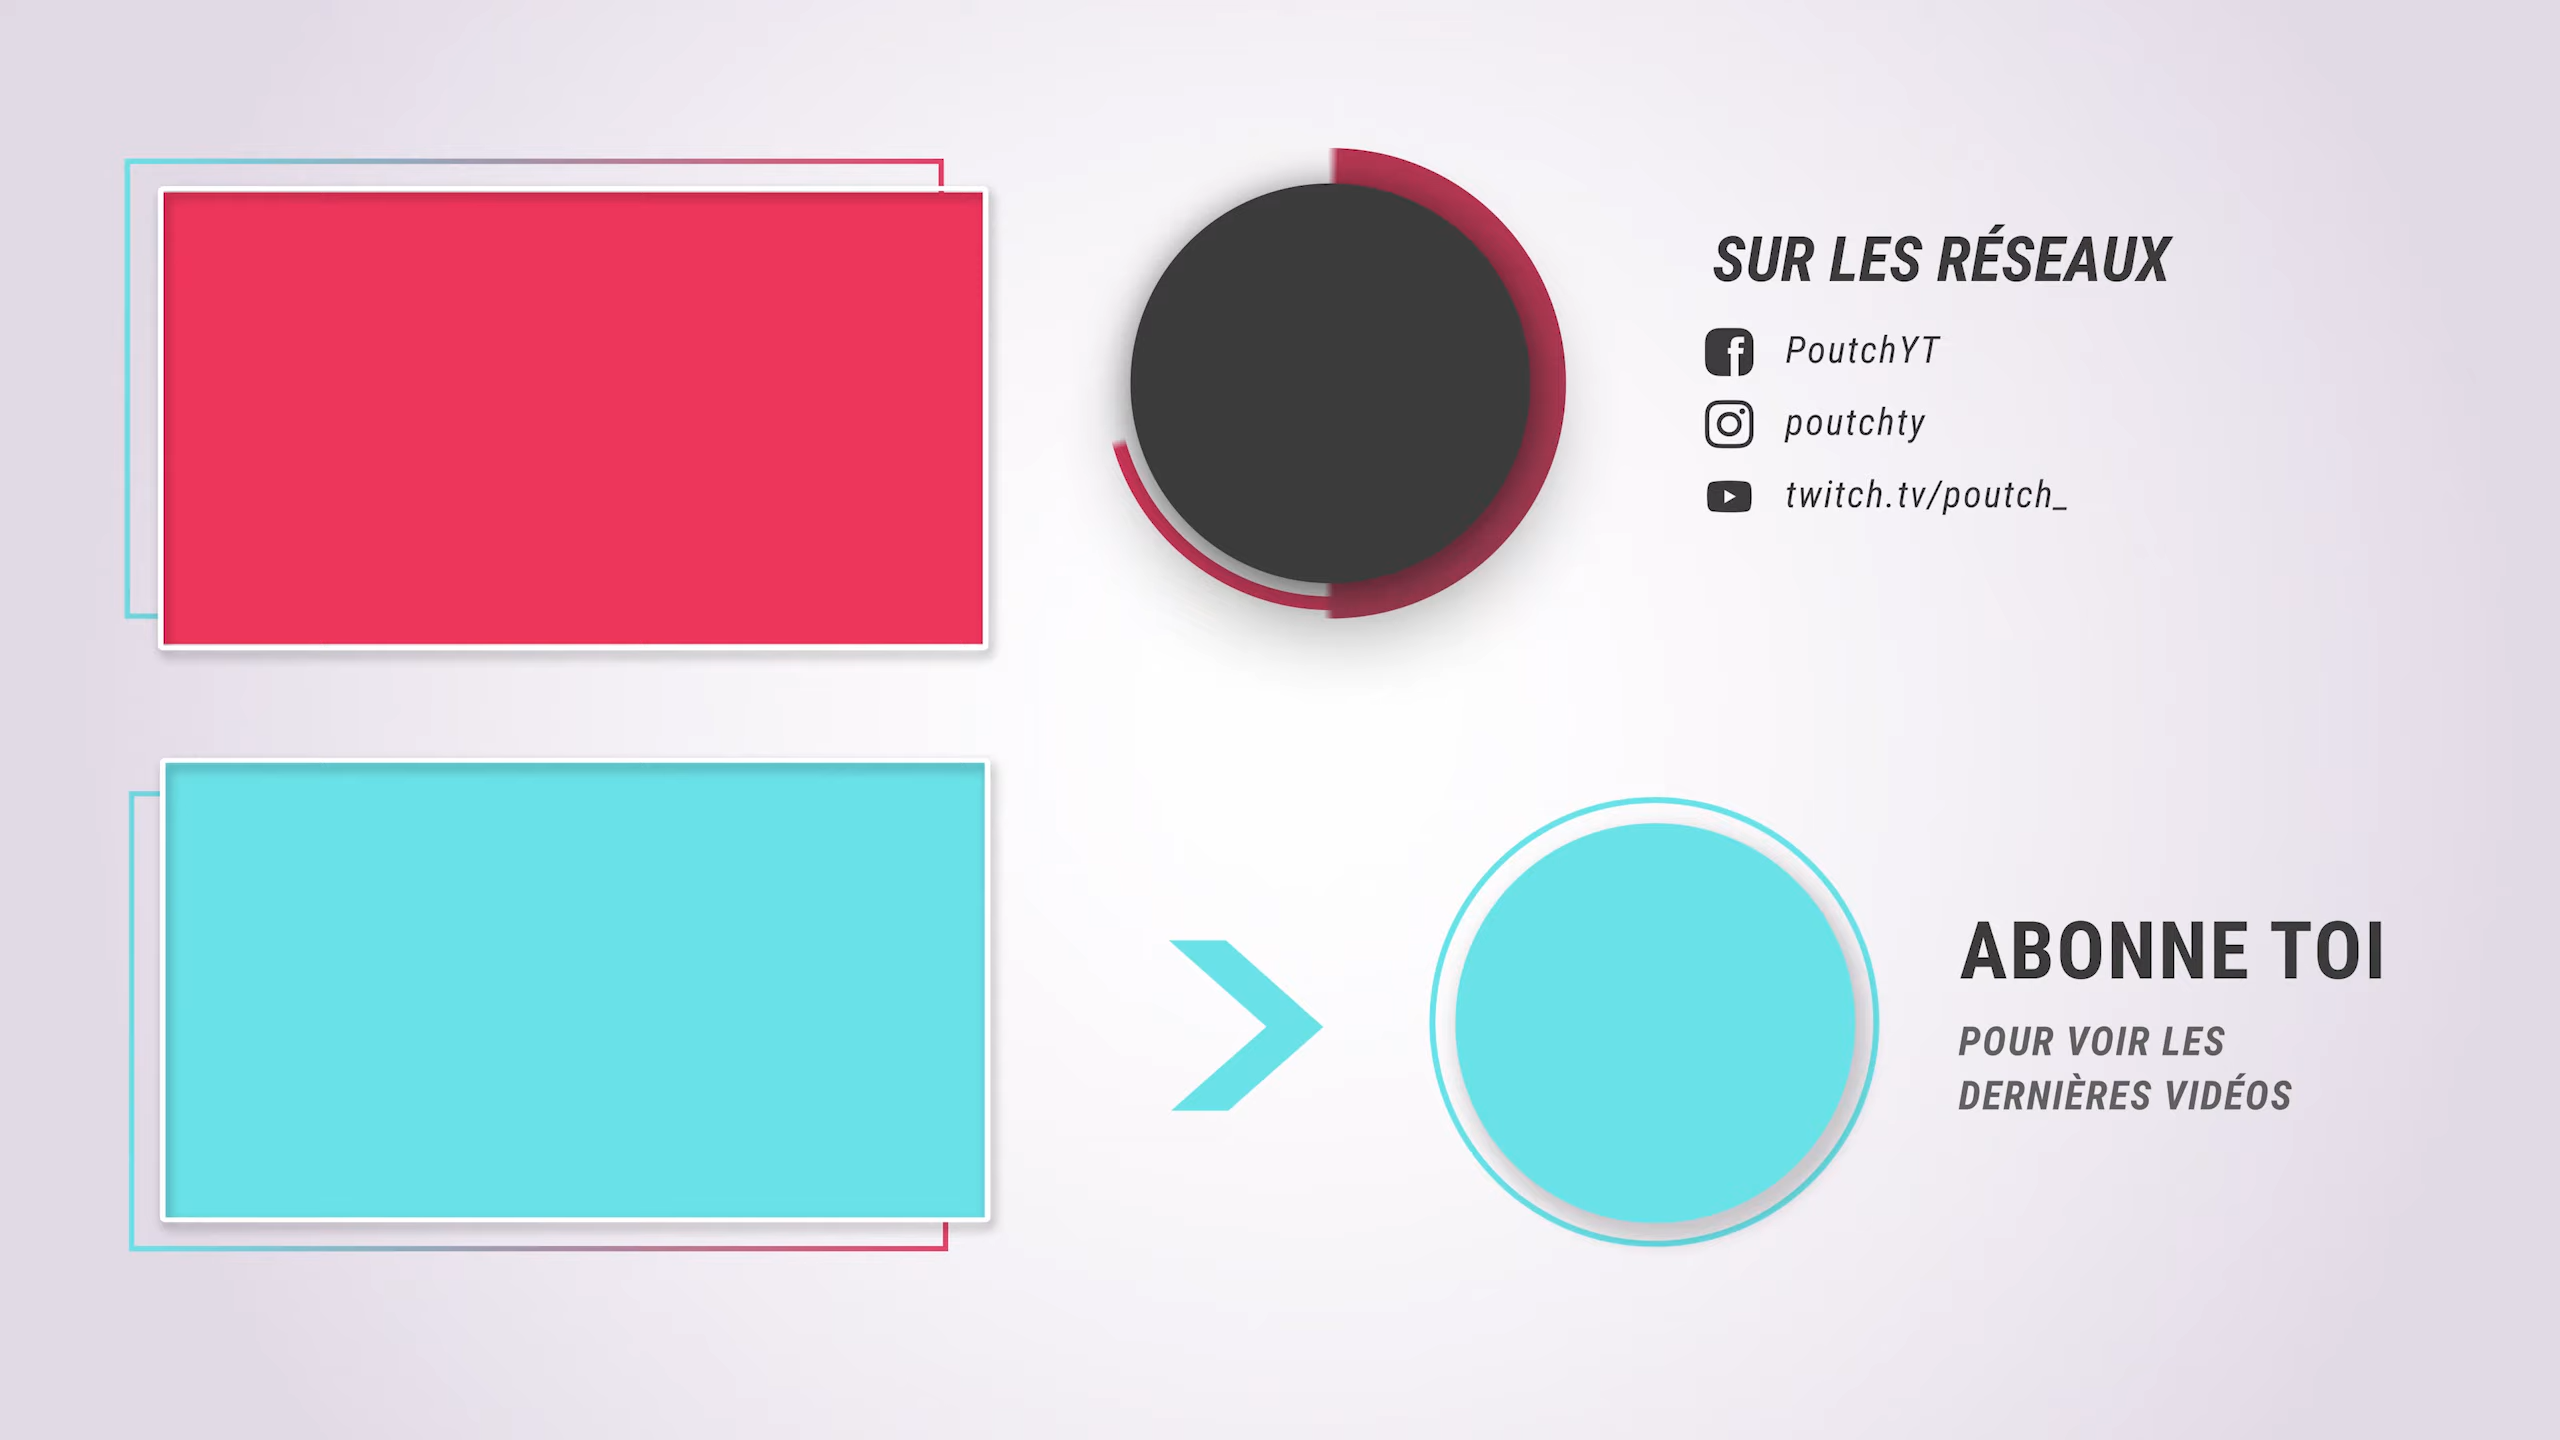 SUR LES RÉSEAUX
PoutchYT
poutchty
twitch.tv/poutch_
ABONNE TOI
POUR VOIR LES
DERNIÈRES VIDÉOS